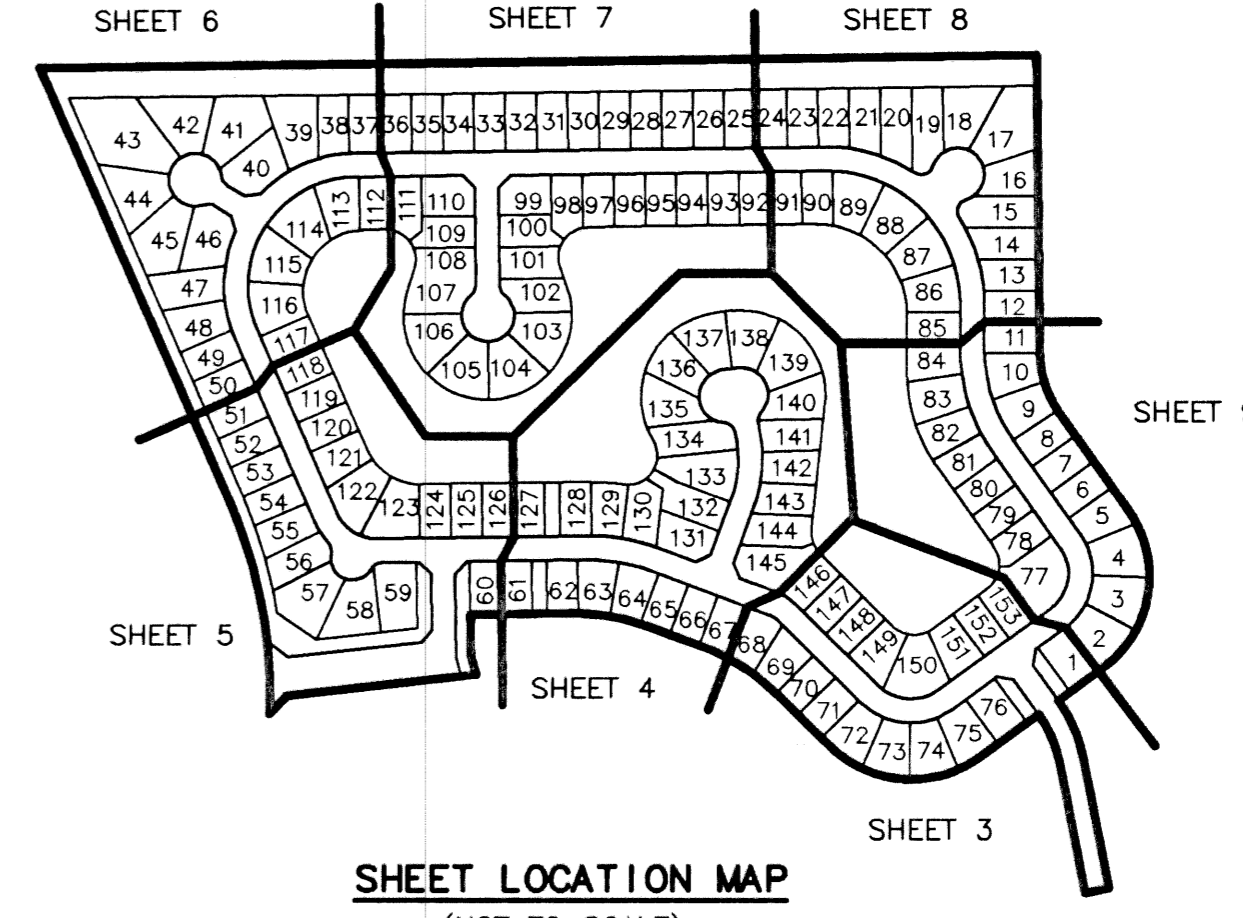 SHEET 6 SHEET 7 SHEET 8
43 42 41 40 39 38 37 36 35 34 33 32 31 30 29 28 27 26 25 24 23 22 21 20 19 18 17
44 45 46 47 48 49 50 51 52 53 54 55 56 57 58 59
16 15 14 13 12 11 10 9 8 7 6 5 4 3 2 1
113 112 111 110 99 98 97 96 95 94 93 92 91 90 89 88 87 86 85 84 83 82 81 80 79 78 77
114 115 116 117 118 119 120 121 122 123 124 125 126 127 128 129 130
109 108 107 106 105 104 103 102 101 100
131 132 133 134 135 136 137 138 139 140 141 142 143 144 145
146 147 148 149 150 151 152 153
60 61 62 63 64 65 66 67 68 69 70 71 72 73 74 75 76
SHEET
SHEET 5
SHEET 4
SHEET 3
SHEET LOCATION MAP